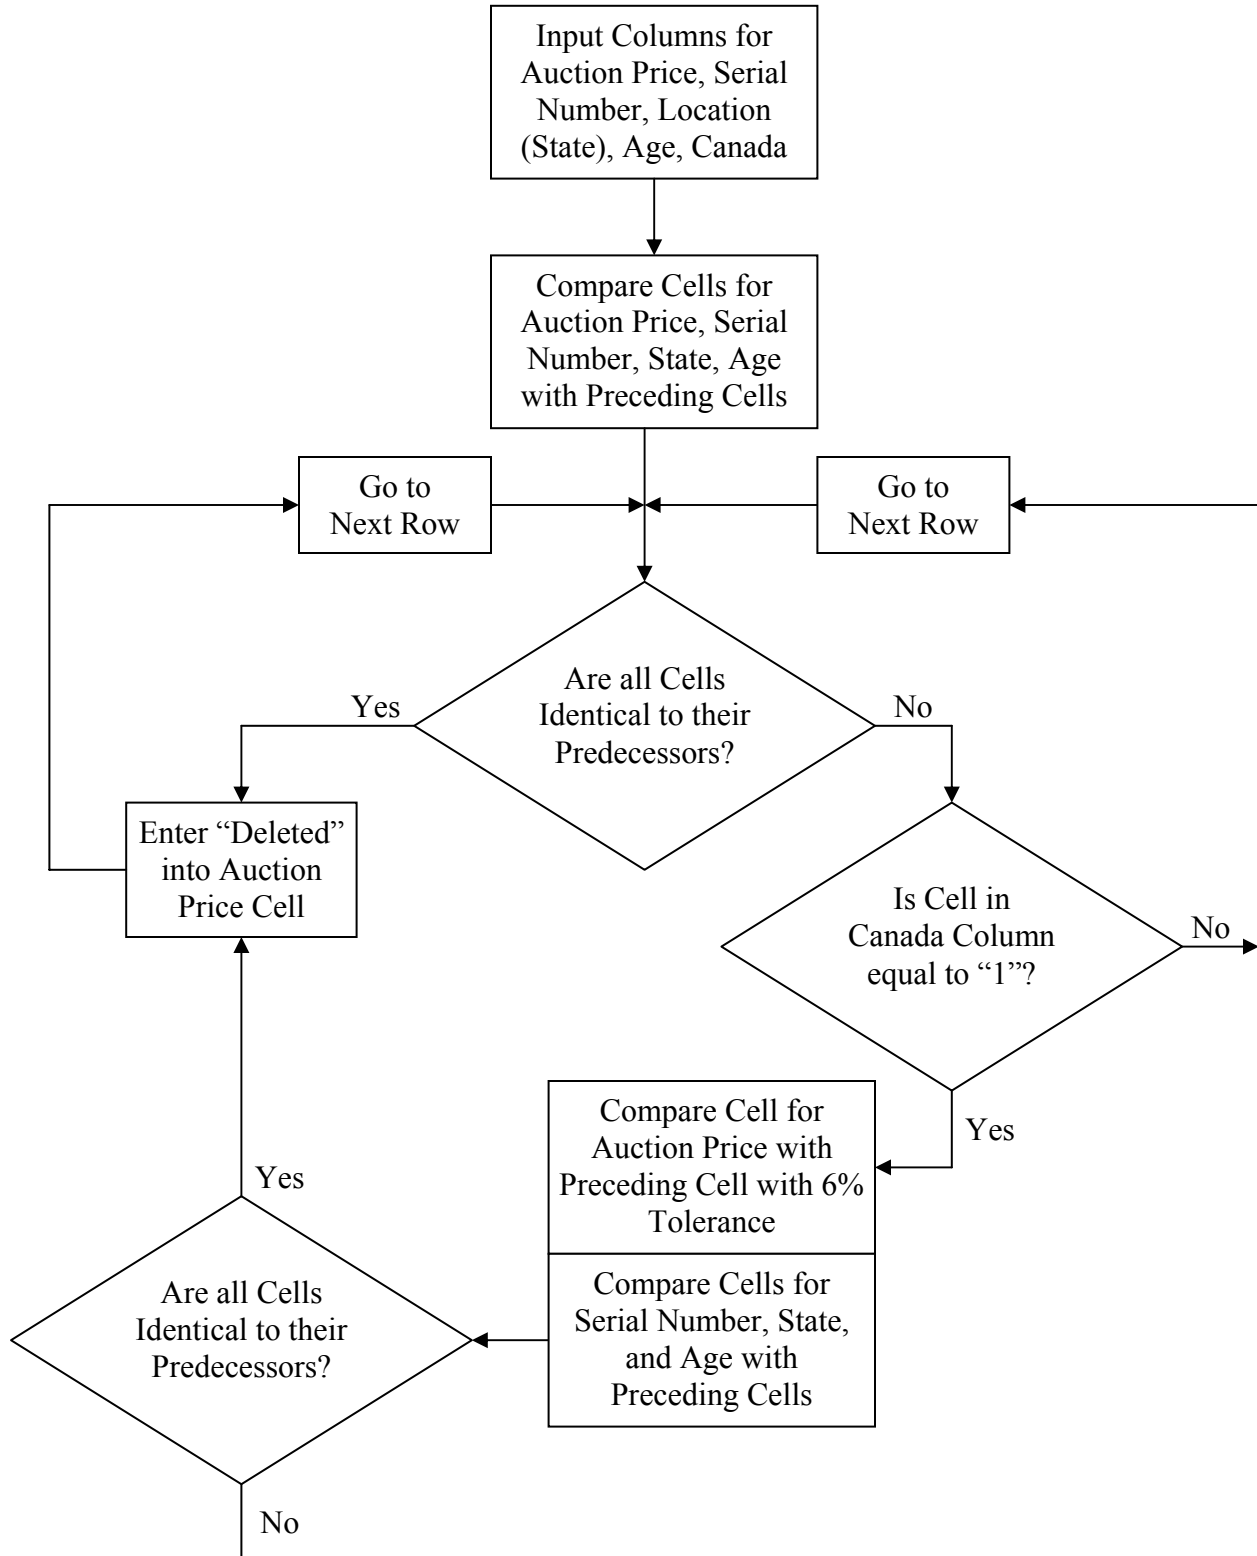 Input Columns for
Auction Price, Serial
Number, Location
(State), Age, Canada
Compare Cells for
Auction Price, Serial
Number, State, Age
with Preceding Cells
Go to
Next Row
Go to
Next Row
Are all Cells
Identical to their
Predecessors?
Yes
No
Enter “Deleted”
into Auction
Price Cell
Is Cell in
Canada Column
equal to “1”?
No
Yes
Compare Cell for
Auction Price with
Preceding Cell with 6%
Tolerance
Compare Cells for
Serial Number, State,
and Age with
Preceding Cells
Yes
Are all Cells
Identical to their
Predecessors?
No